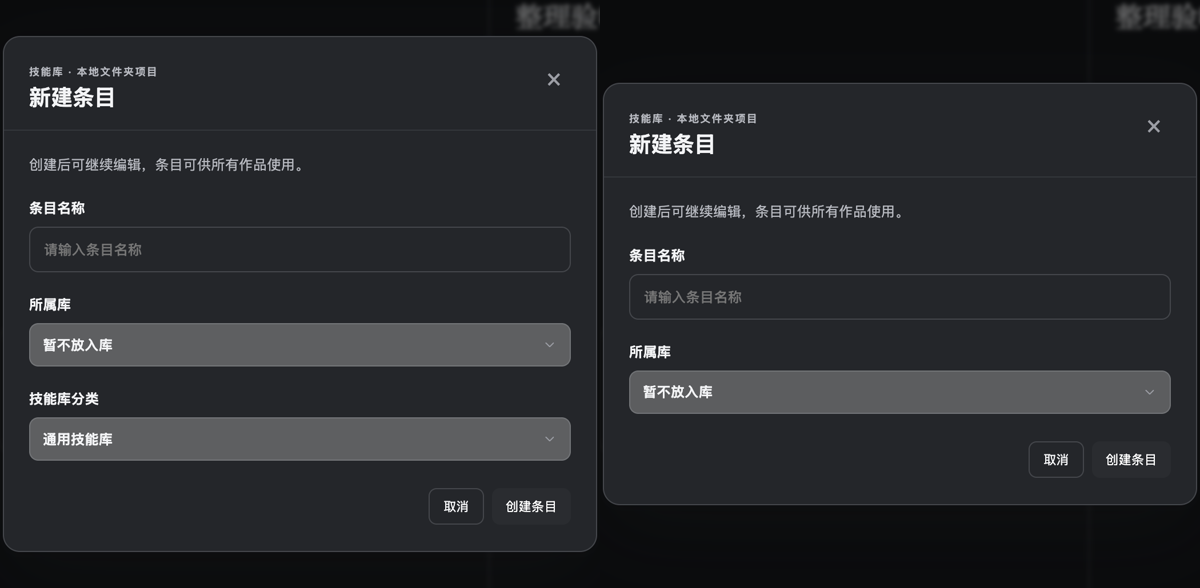 整理验
技能库 · 本地文件夹项目
新建条目
创建后可继续编辑，条目可供所有作品使用。
条目名称
请输入条目名称
所属库
暂不放入库
技能库分类
通用技能库
取消
创建条目
整理验
技能库 · 本地文件夹项目
新建条目
创建后可继续编辑，条目可供所有作品使用。
条目名称
请输入条目名称
所属库
暂不放入库
取消
创建条目